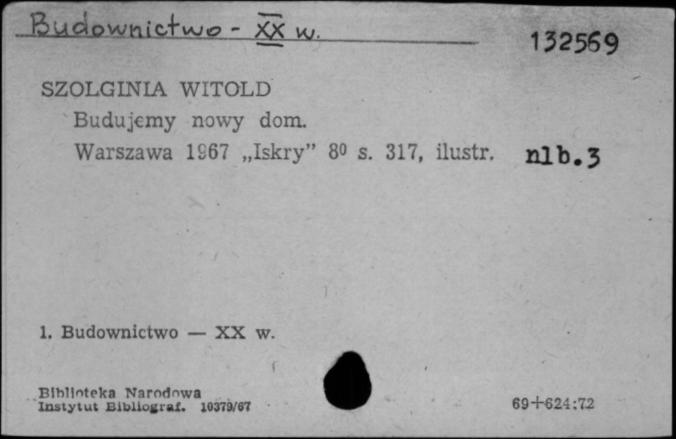 Budownictwo - XX w.
132569
SZOLGINIA WITOLD
Budujemy nowy dom.
Warszawa 1967 „Iskry” 8⁰ s. 317, ilustr. nlb.3
1. Budownictwo — XX w.
Biblioteka Narodowa
Instytut Bibliograf. 10379/67
69+624:72